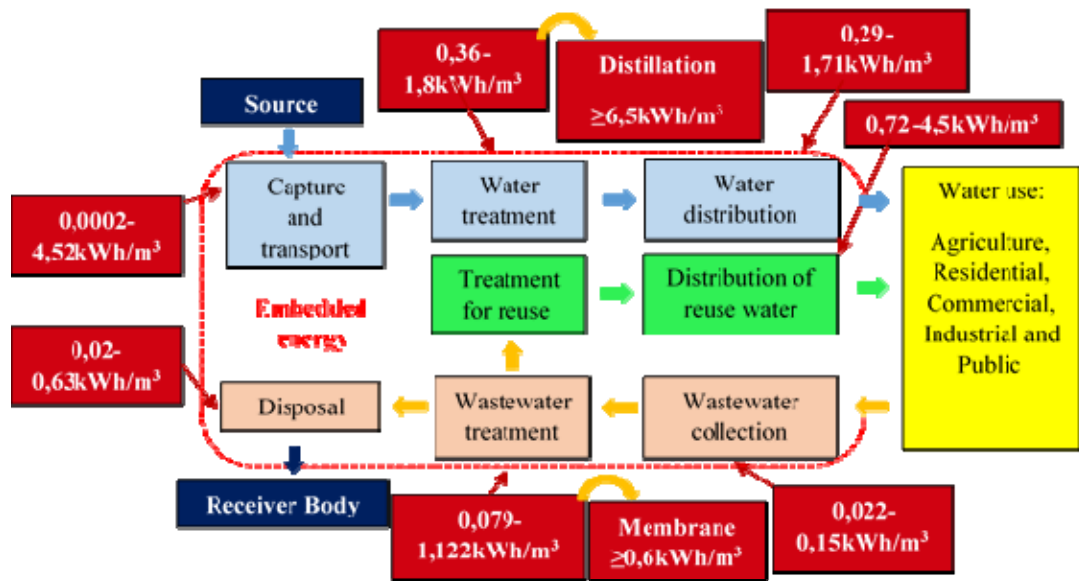 0,36-
1,8kWh/m³
Distillation
≥6,5kWh/m³
0,29-
1,71kWh/m³
Source
0,72-4,5kWh/m³
Capture
and
transport
Water
treatment
Water
distribution
Water use:
Agriculture,
Residential,
Commercial,
Industrial and
Public
0,0002-
4,52kWh/m³
Treatment
for reuse
Distribution of
reuse water
Embedded
energy
0,02-
0,63kWh/m³
Disposal
Wastewater
treatment
Wastewater
collection
Receiver Body
0,079-
1,122kWh/m³
Membrane
≥0,6kWh/m³
0,022-
0,15kWh/m³